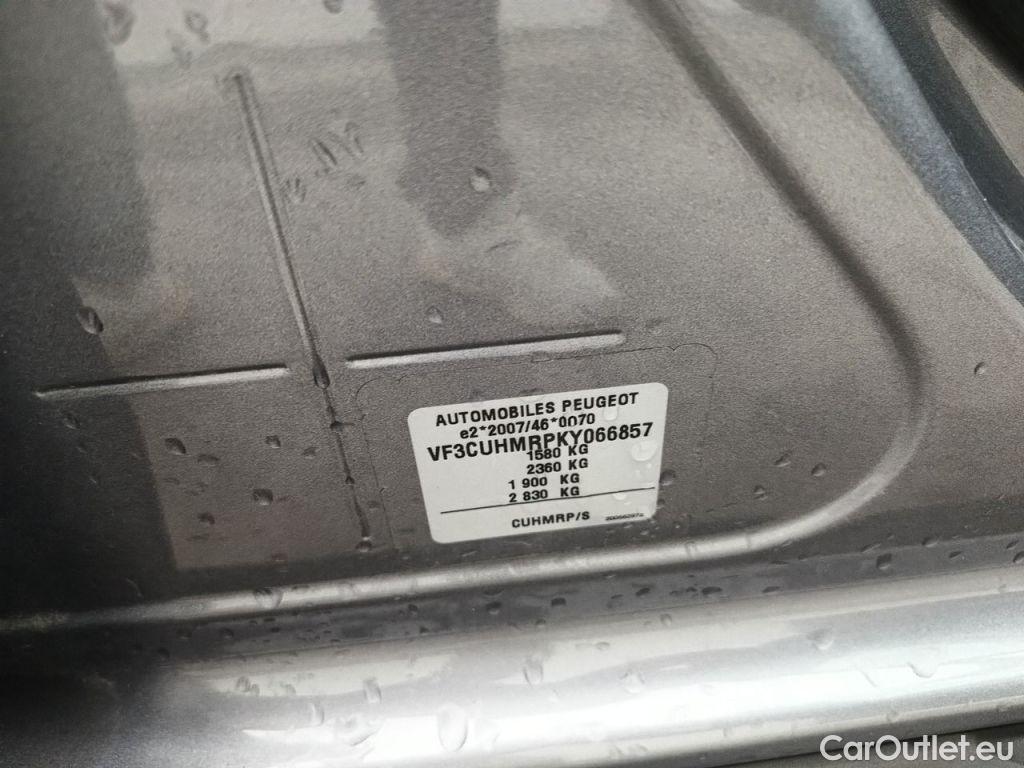 AUTOMOBILES PEUGEOT
e2*2007/46*0070
VF3CUHMRPKY066857
1580 KG
2360 KG
1 900 KG
2 830 KG
CUHMRP/S
CarOutlet.eu